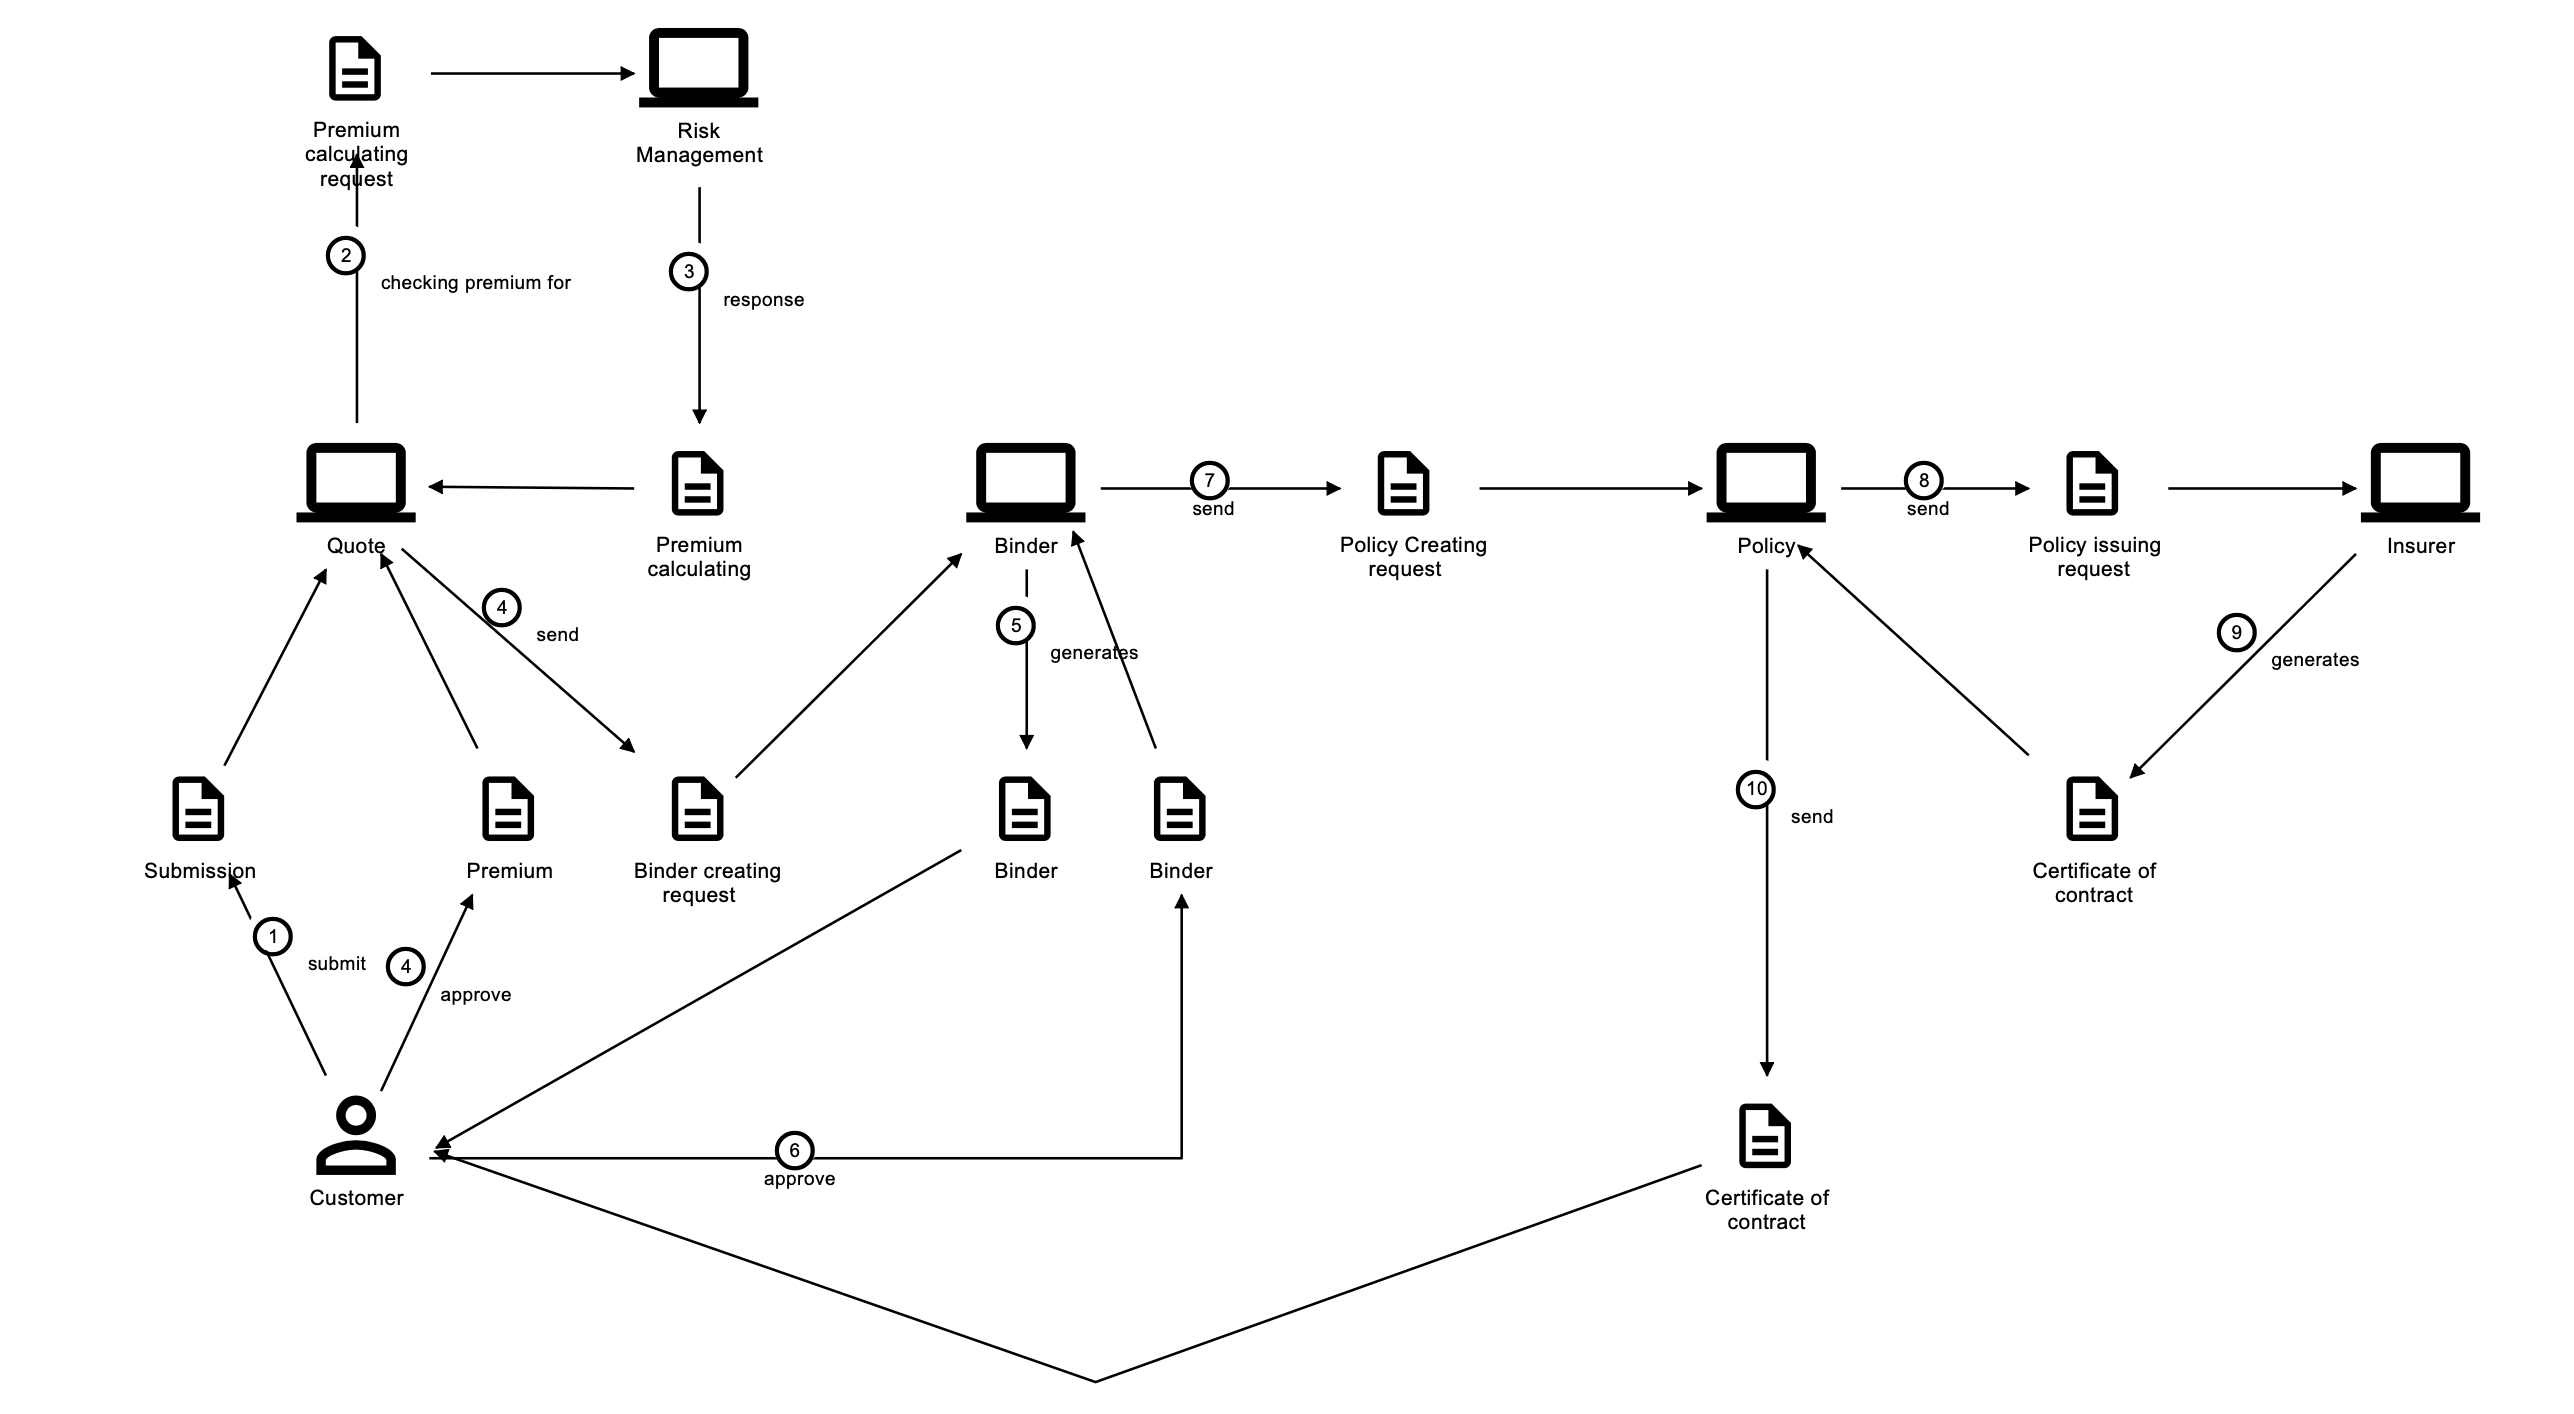 Premium
calculating
request
Risk
Management
2
checking premium for
3
response
Quote
Premium
calculating
Binder
7
send
Policy Creating
request
Policy
8
send
Policy issuing
request
Insurer
4
send
5
generates
9
generates
Submission
Premium
Binder creating
request
Binder
Binder
10
send
Certificate of
contract
1
submit
4
approve
Customer
6
approve
Certificate of
contract